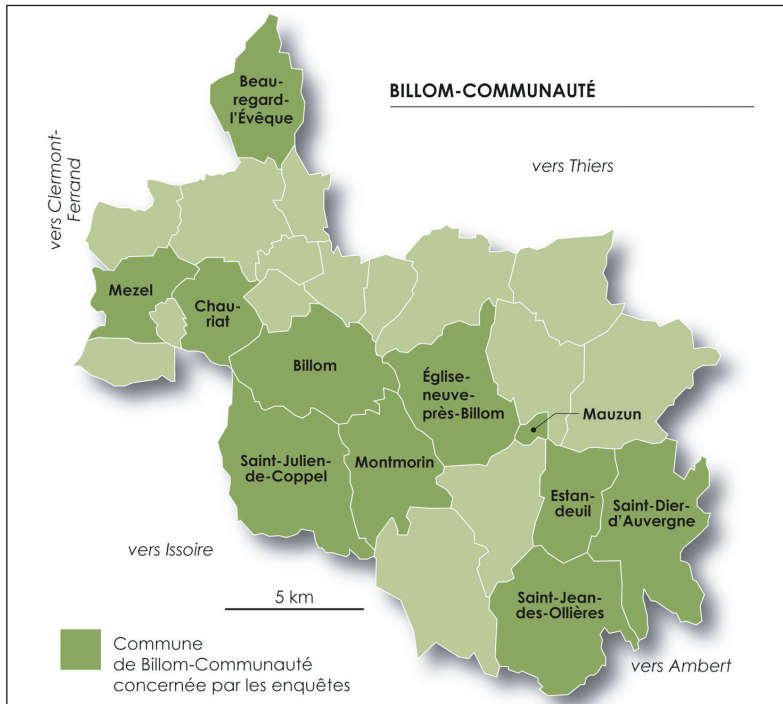 Beau-
regard-
l'Évêque
BILLOM-COMMUNAUTÉ
vers Thiers
vers Clermont-
Ferrand
Mezel
Chau-
riat
Billom
Église-
neuve-
près-Billom
Mauzun
Saint-Julien-
de-Coppel
Montmorin
Estan-
deuil
Saint-Dier-
d'Auvergne
vers Issoire
5 km
Saint-Jean-
des-Ollières
vers Ambert
Commune
de Billom-Communauté
concernée par les enquêtes